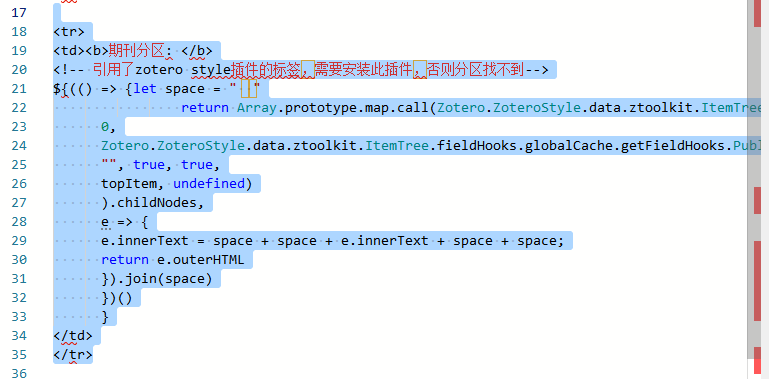 17
18 <tr>
19 <td><b>期刊分区: </b>
20 <!-- 引用了zotero style插件的标签，需要安装此插件，否则分区找不到-->
21 ${(() => {let space = "  "
22 return Array.prototype.map.call(Zotero.ZoteroStyle.data.ztoolkit.ItemTree
23 0,
24 Zotero.ZoteroStyle.data.ztoolkit.ItemTree.fieldHooks.globalCache.getFieldHooks.Publ
25 "", true, true,
26 topItem, undefined)
27 ).childNodes,
28 e => {
29 e.innerText = space + space + e.innerText + space + space;
30 return e.outerHTML
31 }).join(space)
32 })()
33 }
34 </td>
35 </tr>
36